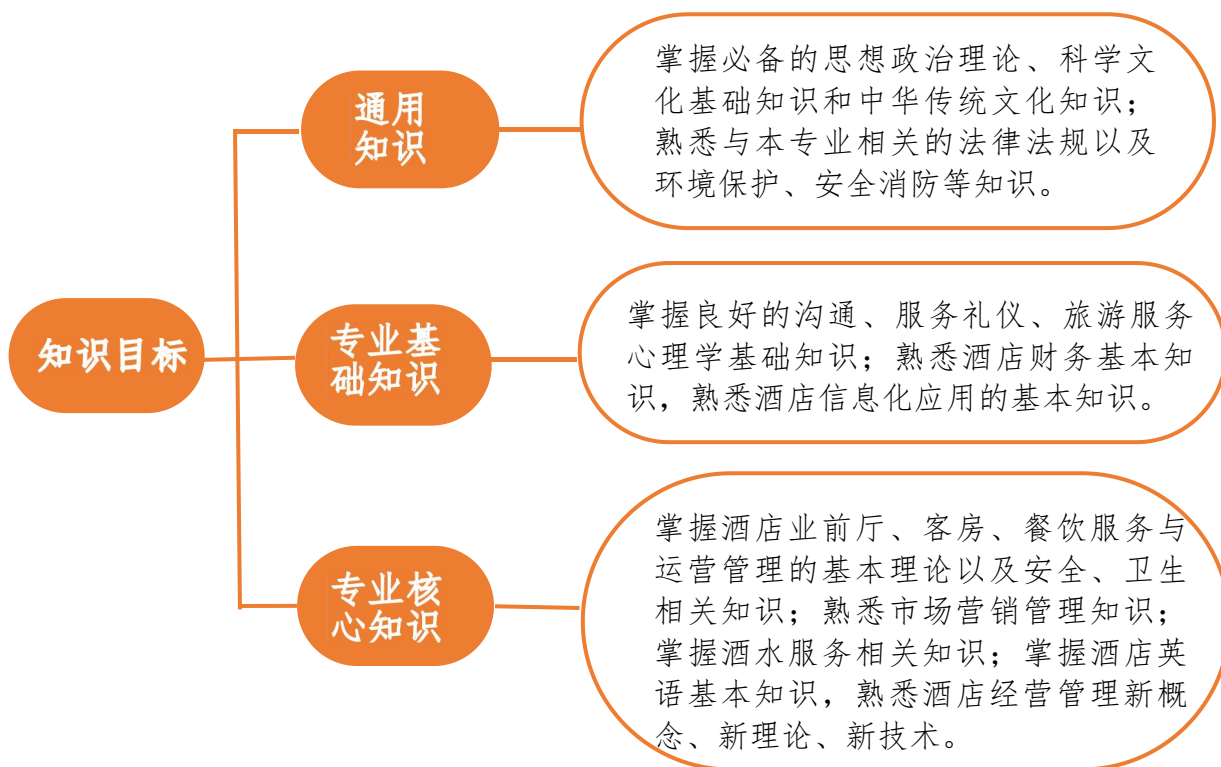 知识目标
通用
知识
掌握必备的思想政治理论、科学文
化基础知识和中华传统文化知识；
熟悉与本专业相关的法律法规以及
环境保护、安全消防等知识。
专业基
础知识
掌握良好的沟通、服务礼仪、旅游服务
心理学基础知识；熟悉酒店财务基本知
识，熟悉酒店信息化应用的基本知识。
专业核
心知识
掌握酒店业前厅、客房、餐饮服务与
运营管理的基本理论以及安全、卫生
相关知识；熟悉市场营销管理知识；
掌握酒水服务相关知识；掌握酒店英
语基本知识，熟悉酒店经营管理新概
念、新理论、新技术。